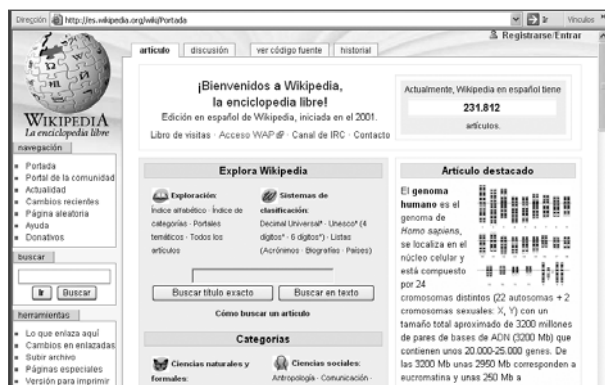 Dirección http://es.wikipedia.org/wiki/Portada Ir Vínculos
Registrarse/Entrar
artículo discusión ver código fuente historial
WIKIPEDIA
La enciclopedia libre
navegación
Portada
Portal de la comunidad
Actualidad
Cambios recientes
Página aleatoria
Ayuda
Donativos
buscar
Ir Buscar
herramientas
Lo que enlaza aquí
Cambios en enlazadas
Subir archivo
Páginas especiales
Versión para imprimir
¡Bienvenidos a Wikipedia,
la enciclopedia libre!
Edición en español de Wikipedia, iniciada en el 2001.
Libro de visitas · Acceso WAP · Canal de IRC · Contacto
Actualmente, Wikipedia en español tiene
231.812
artículos.
Explora Wikipedia
Exploración:
Índice alfabético · Índice de
categorías · Portales
temáticos · Todos los
artículos
Sistemas de
clasificación:
Decimal Universal* · Unesco* (4
dígitos* · 6 dígitos*) · Listas
(Acrónimos · Biografías · Países)
Buscar título exacto Buscar en texto
Cómo buscar un artículo
Categorías
Ciencias naturales y
formales:
Ciencias sociales:
Antropología · Comunicación ·
Artículo destacado
El genoma
humano es el
genoma de
Homo sapiens,
se localiza en el
núcleo celular y
está compuesto
por 24
cromosomas distintos (22 autosomas + 2
cromosomas sexuales: X, Y) con un
tamaño total aproximado de 3200 millones
de pares de bases de ADN (3200 Mb) que
contienen unos 20.000-25.000 genes. De
las 3200 Mb unas 2950 Mb corresponden a
eucromatina y unas 250 Mb a